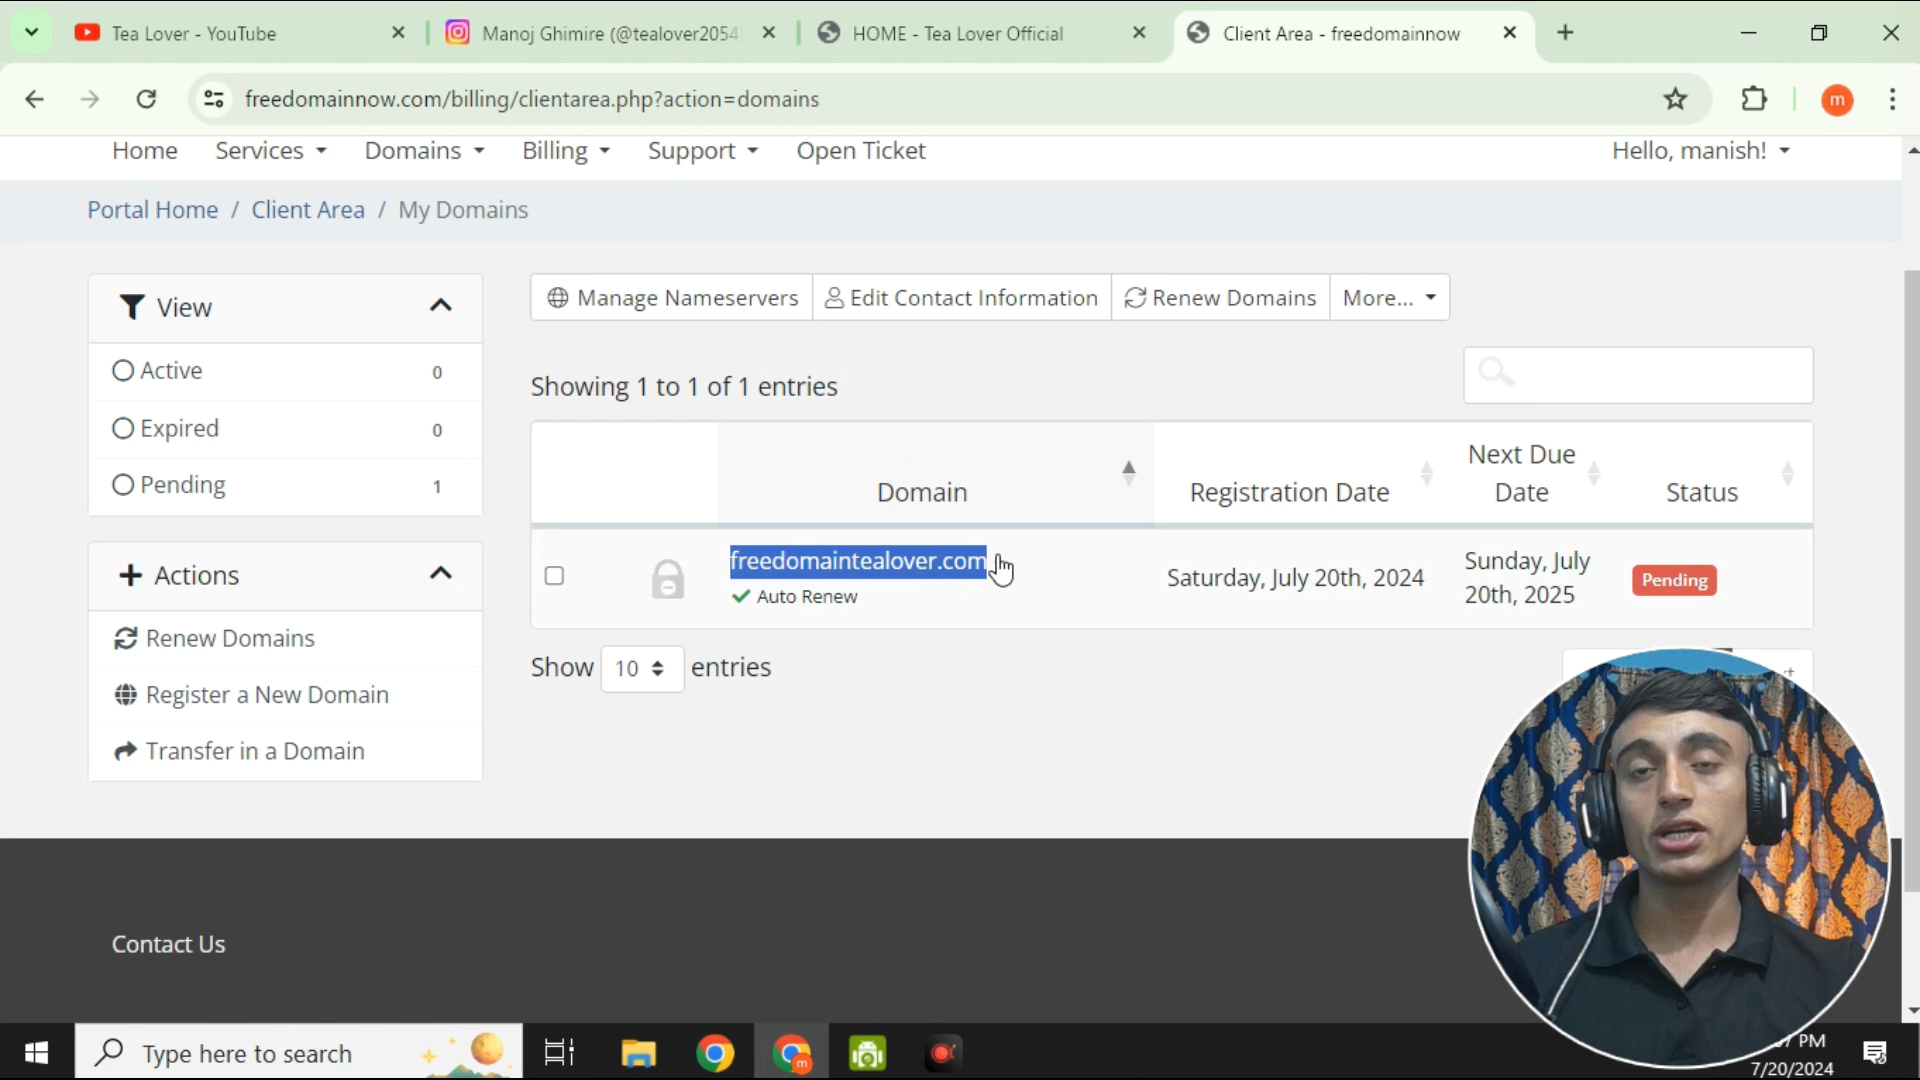 Tea Lover - YouTube
Manoj Ghimire (@tealover2054
HOME - Tea Lover Official
Client Area - freedomainnow
freedomainnow.com/billing/clientarea.php?action=domains
m
Home Services Domains Billing Support Open Ticket Hello, manish!
Portal Home / Client Area / My Domains
View
Active 0
Expired 0
Pending 1
Actions
Renew Domains
Register a New Domain
Transfer in a Domain
Manage Nameservers Edit Contact Information Renew Domains More...
Showing 1 to 1 of 1 entries
Domain Registration Date Next Due Date Status
freedomaintealover.com
Auto Renew
Saturday, July 20th, 2024
Sunday, July
20th, 2025
Pending
Show 10 entries
Contact Us
Type here to search
m
PM
7/20/2024